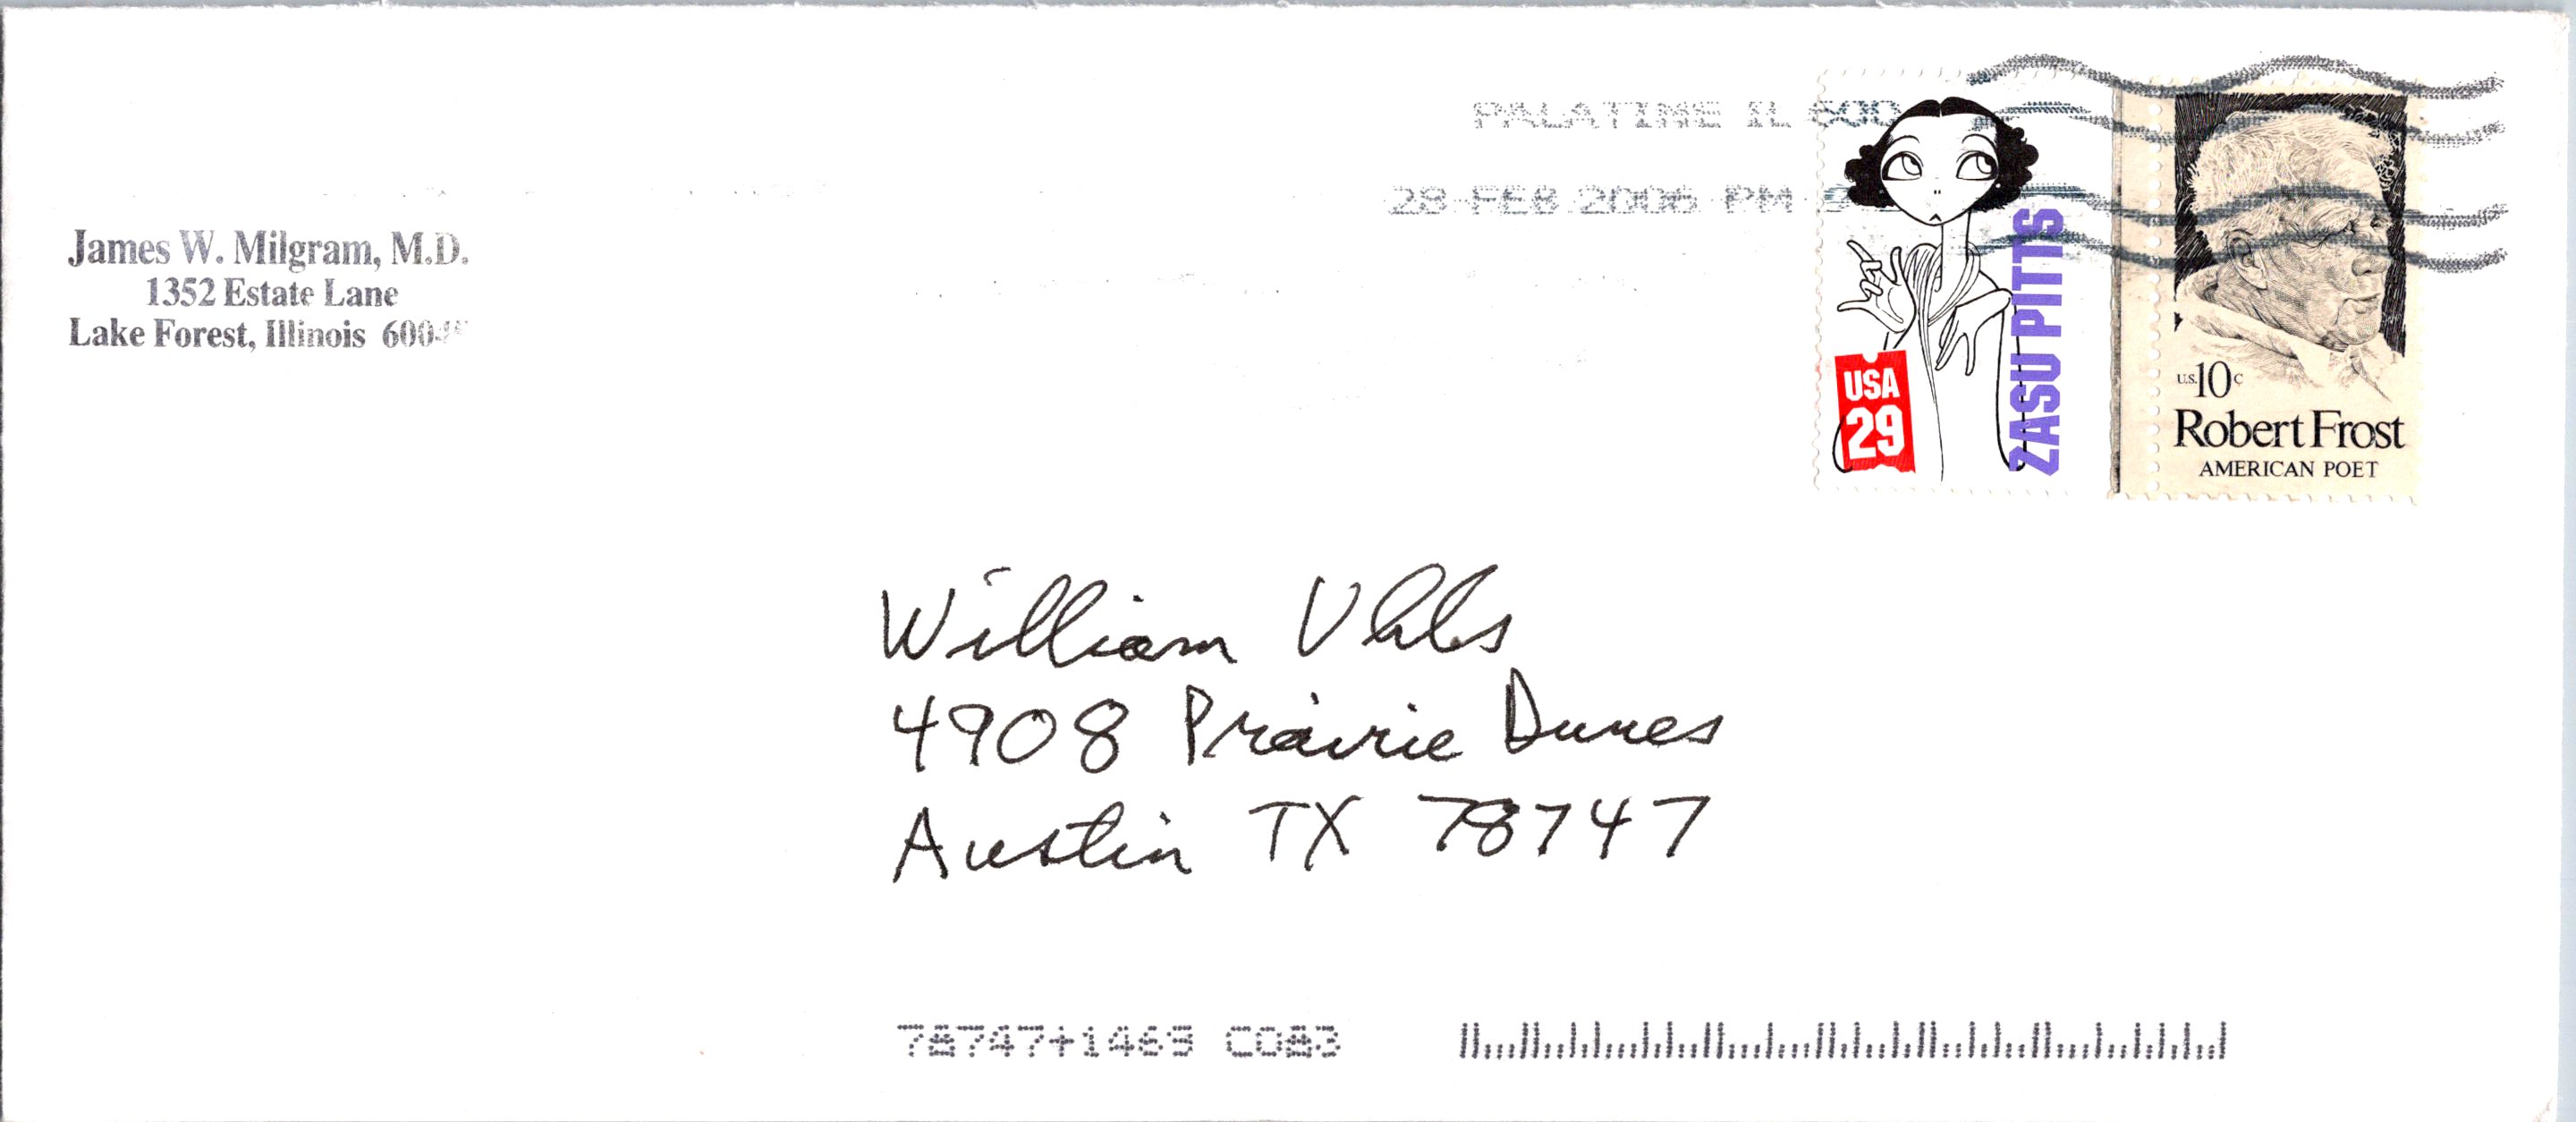 PALATINE IL 600
28 FEB 2006 PM
James W. Milgram, M.D.
1352 Estate Lane
Lake Forest, Illinois 60045
USA
29
ZASU PITTS
U.S. 10c
Robert Frost
AMERICAN POET
William
4908 Prairie Dunes
Austin TX 78747
78747+1463 C083